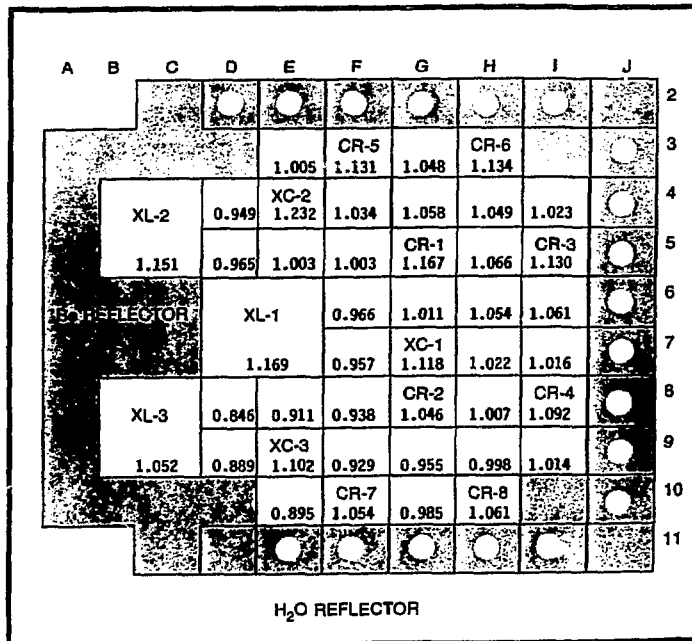 A B C D E F G H I J
2
CR-5 CR-6 3
1.005 1.131 1.048 1.134
XC-2 4
XL-2 0.949 1.232 1.034 1.058 1.049 1.023
CR-1 CR-3 5
1.151 0.965 1.003 1.003 1.167 1.066 1.130
6
Be REFLECTOR XL-1 0.966 1.011 1.054 1.061
XC-1 7
1.169 0.957 1.118 1.022 1.016
CR-2 CR-4 8
XL-3 0.846 0.911 0.938 1.046 1.007 1.092
XC-3 9
1.052 0.889 1.102 0.929 0.955 0.998 1.014
CR-7 CR-8 10
0.895 1.054 0.985 1.061
11
H₂O REFLECTOR